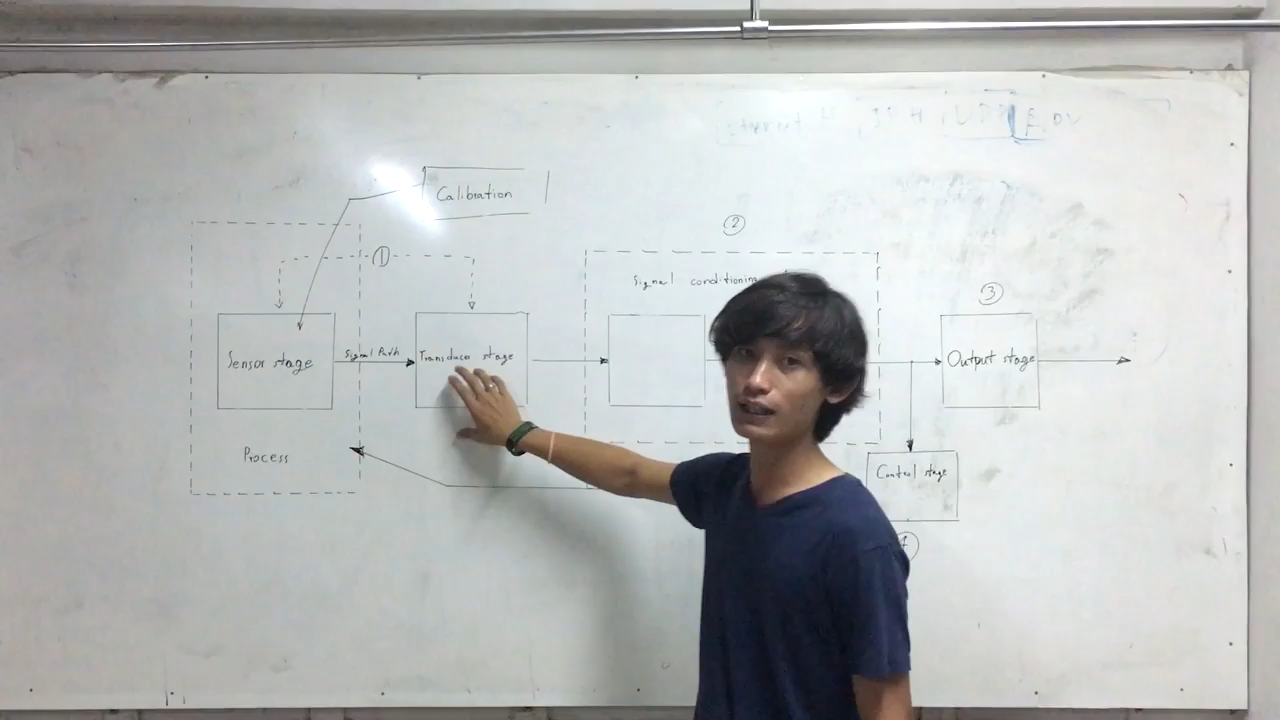 Calibration
②
①
Signal conditioning
③
Sensor stage
Signal Path
Transducer stage
Output stage
Process
Control stage